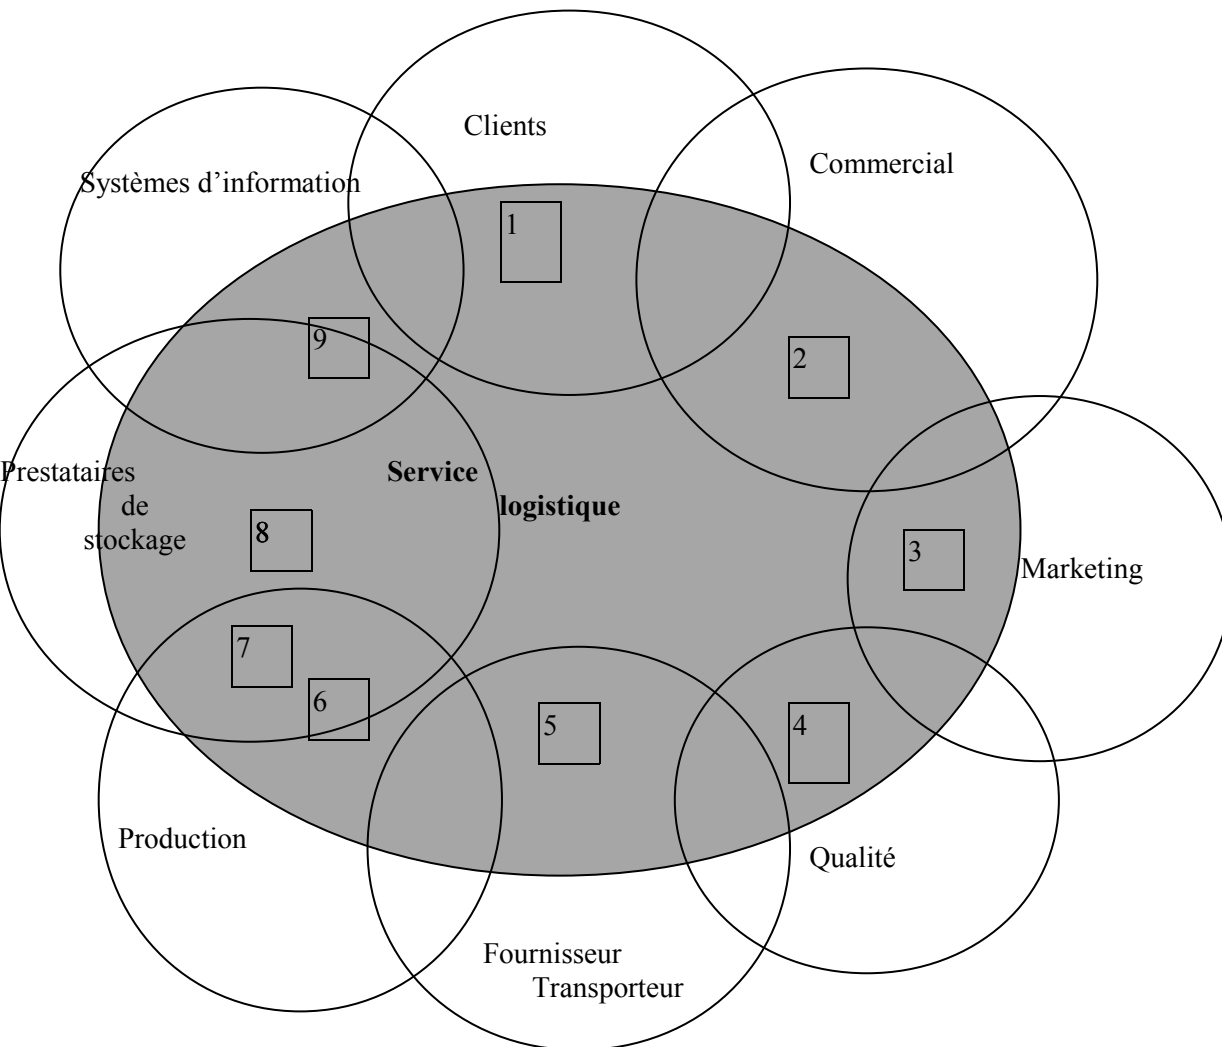 Clients
Commercial
Systèmes d’information
1
9
2
Prestataires
de
stockage
Service
logistique
8
3
Marketing
7
6
5
4
Production
Qualité
Fournisseur
Transporteur